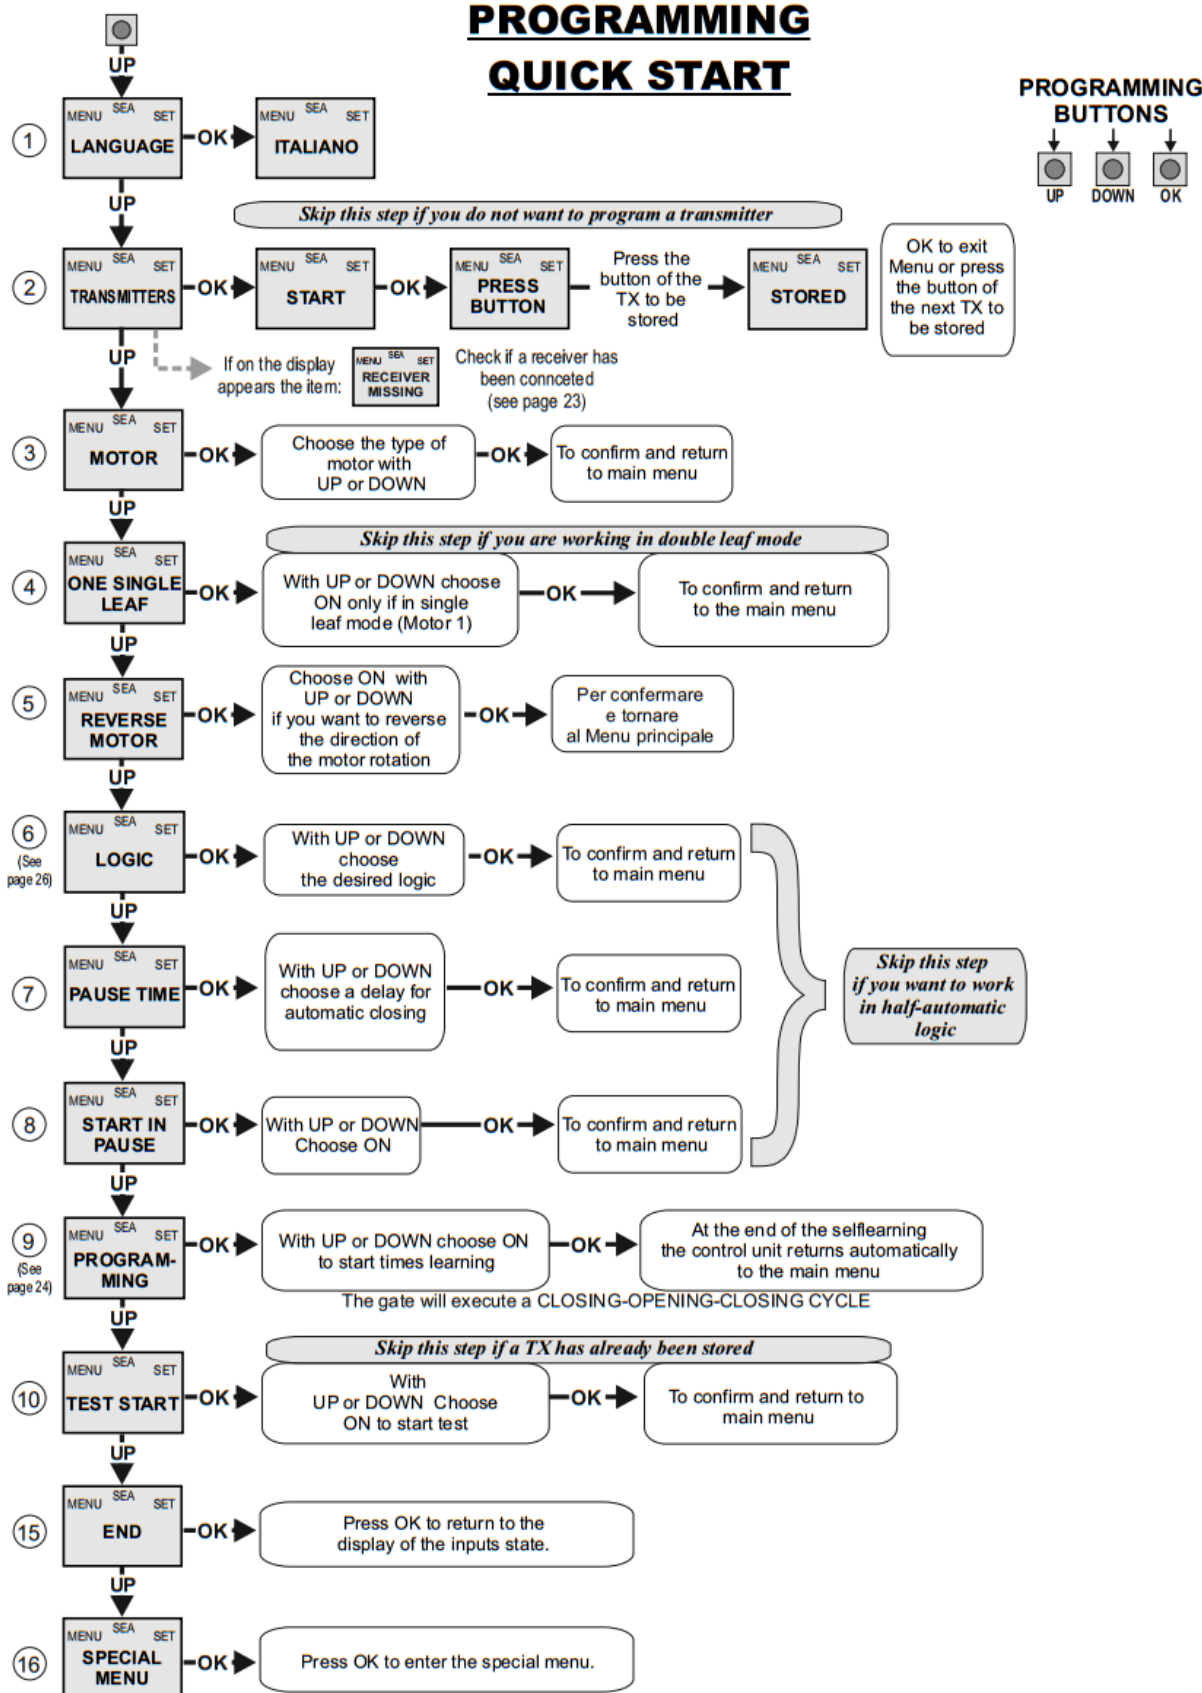 PROGRAMMING
QUICK START
PROGRAMMING
BUTTONS
UP DOWN OK
UP
1
MENU SEA SET
LANGUAGE
OK
MENU SEA SET
ITALIANO
UP
Skip this step if you do not want to program a transmitter
2
MENU SEA SET
TRANSMITTERS
OK
MENU SEA SET
START
OK
MENU SEA SET
PRESS
BUTTON
Press the
button of the
TX to be
stored
MENU SEA SET
STORED
OK to exit
Menu or press
the button of
the next TX to
be stored
UP
If on the display
appears the item:
MENU SEA SET
RECEIVER
MISSING
Check if a receiver has
been connceted
(see page 23)
3
MENU SEA SET
MOTOR
OK
Choose the type of
motor with
UP or DOWN
OK
To confirm and return
to main menu
UP
Skip this step if you are working in double leaf mode
4
MENU SEA SET
ONE SINGLE
LEAF
OK
With UP or DOWN choose
ON only if in single
leaf mode (Motor 1)
OK
To confirm and return
to the main menu
UP
5
MENU SEA SET
REVERSE
MOTOR
OK
Choose ON with
UP or DOWN
if you want to reverse
the direction of
the motor rotation
OK
Per confermare
e tornare
al Menu principale
UP
6
(See
page 26)
MENU SEA SET
LOGIC
OK
With UP or DOWN
choose
the desired logic
OK
To confirm and return
to main menu
UP
7
MENU SEA SET
PAUSE TIME
OK
With UP or DOWN
choose a delay for
automatic closing
OK
To confirm and return
to main menu
Skip this step
if you want to work
in half-automatic
logic
UP
8
MENU SEA SET
START IN
PAUSE
OK
With UP or DOWN
Choose ON
OK
To confirm and return
to main menu
UP
9
(See
page 24)
MENU SEA SET
PROGRAM-
MING
OK
With UP or DOWN choose ON
to start times learning
OK
At the end of the selflearning
the control unit returns automatically
to the main menu
The gate will execute a CLOSING-OPENING-CLOSING CYCLE
UP
Skip this step if a TX has already been stored
10
MENU SEA SET
TEST START
OK
With
UP or DOWN Choose
ON to start test
OK
To confirm and return to
main menu
UP
15
MENU SEA SET
END
OK
Press OK to return to the
display of the inputs state.
UP
16
MENU SEA SET
SPECIAL
MENU
OK
Press OK to enter the special menu.